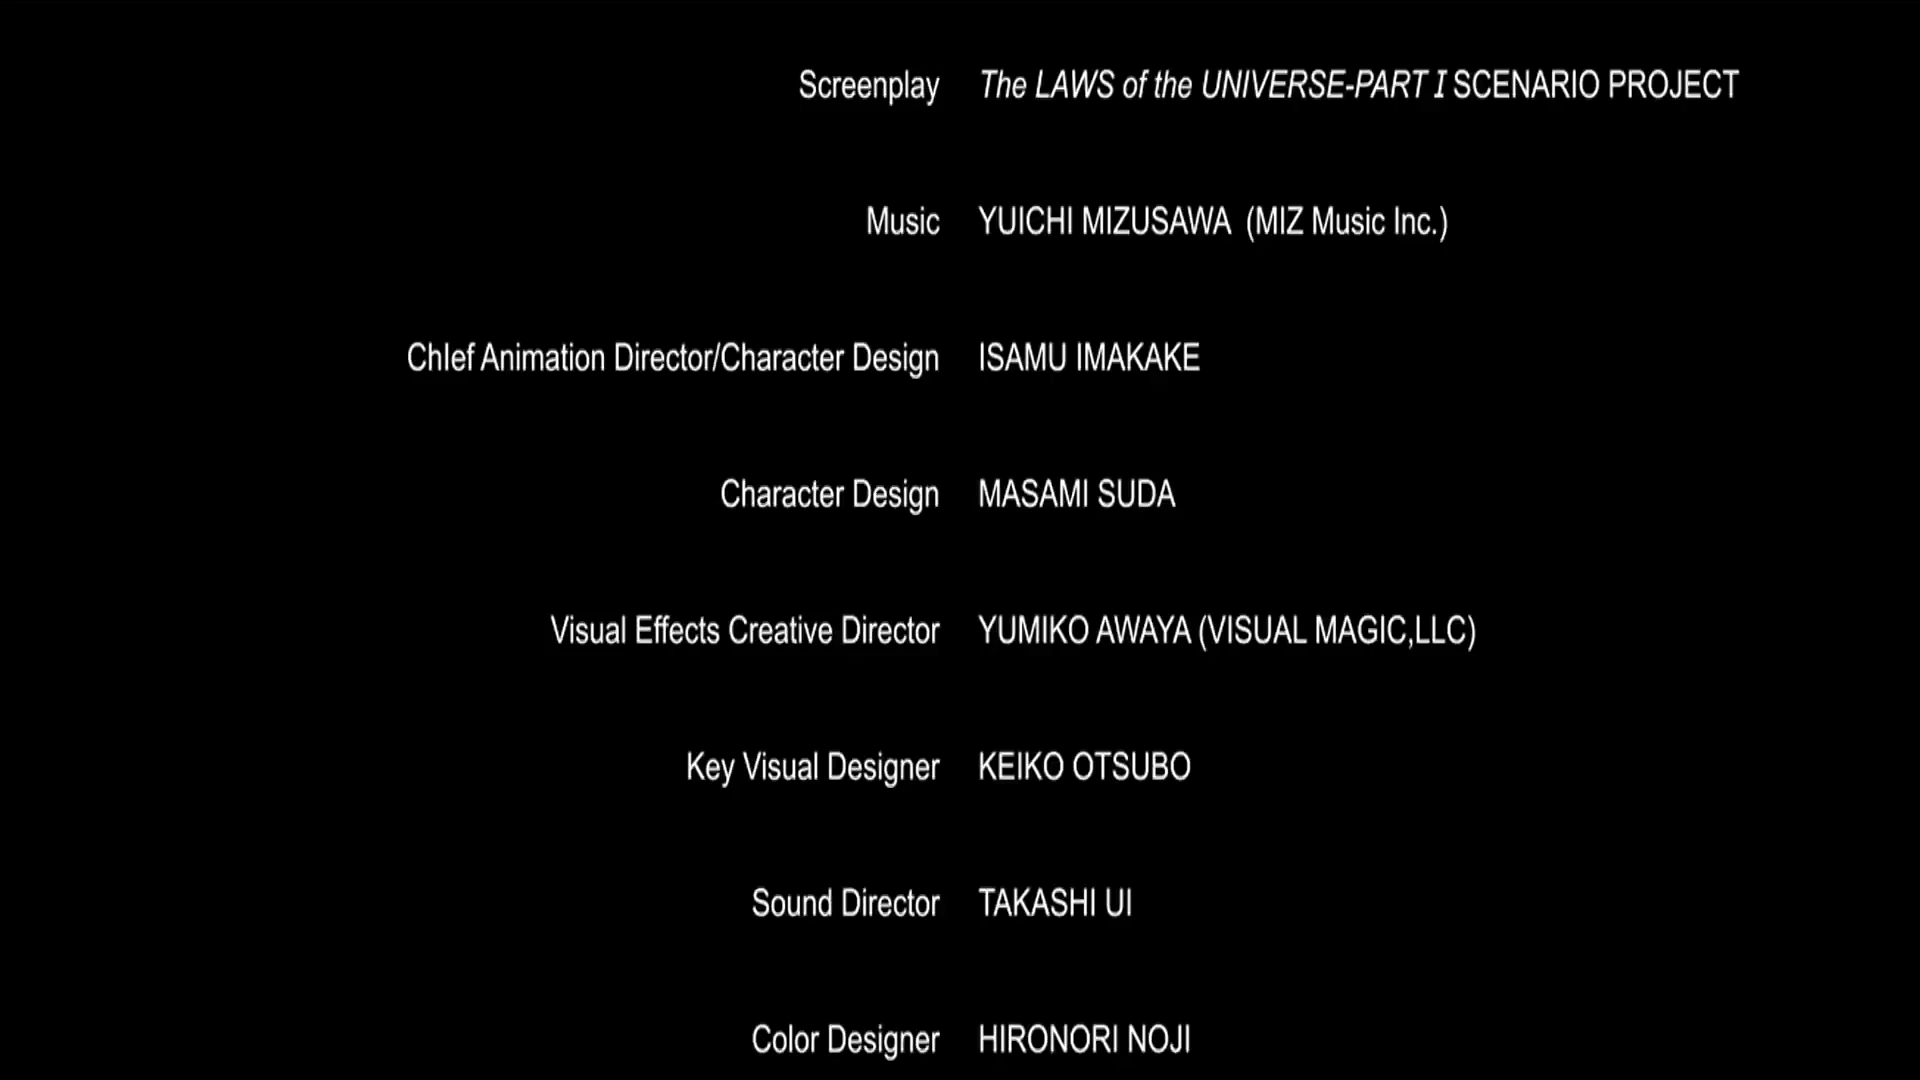 Screenplay The LAWS of the UNIVERSE-PART I SCENARIO PROJECT
Music YUICHI MIZUSAWA (MIZ Music Inc.)
ChIef Animation Director/Character Design ISAMU IMAKAKE
Character Design MASAMI SUDA
Visual Effects Creative Director YUMIKO AWAYA (VISUAL MAGIC,LLC)
Key Visual Designer KEIKO OTSUBO
Sound Director TAKASHI UI
Color Designer HIRONORI NOJI